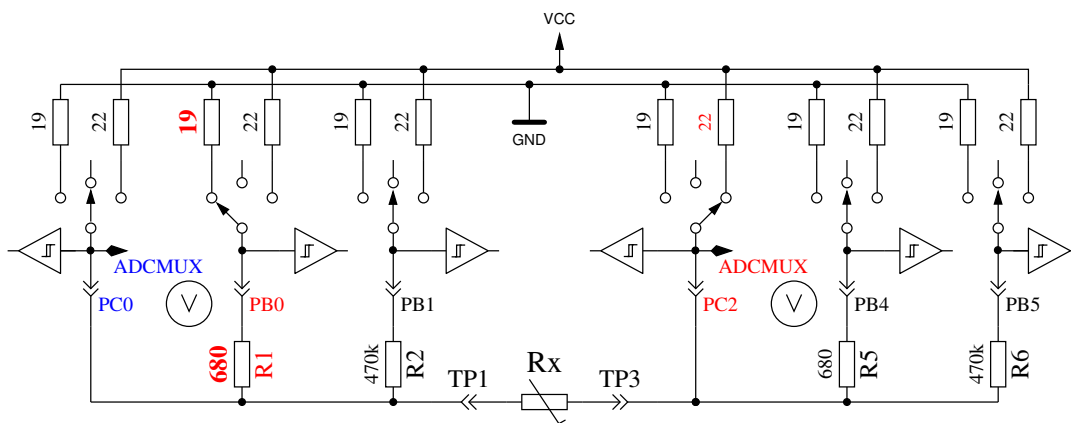 VCC
19
22
19
22
19
22
GND
19
22
19
22
19
22
ADCMUX
ADCMUX
PC0
V
PB0
PB1
PC2
V
PB4
PB5
680
R1
470k
R2
TP1
Rx
TP3
680
R5
470k
R6